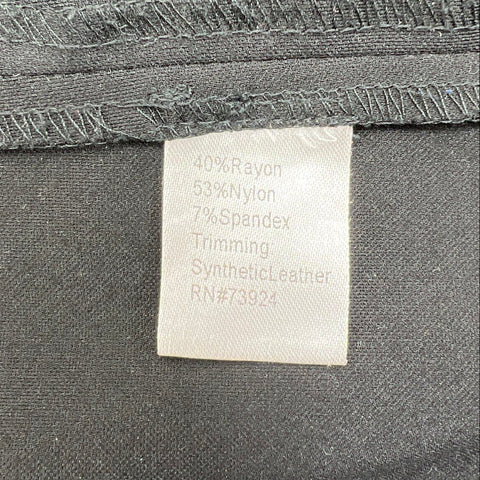 40%Rayon
53%Nylon
7%Spandex
Trimming:
SyntheticLeather
RN#73924